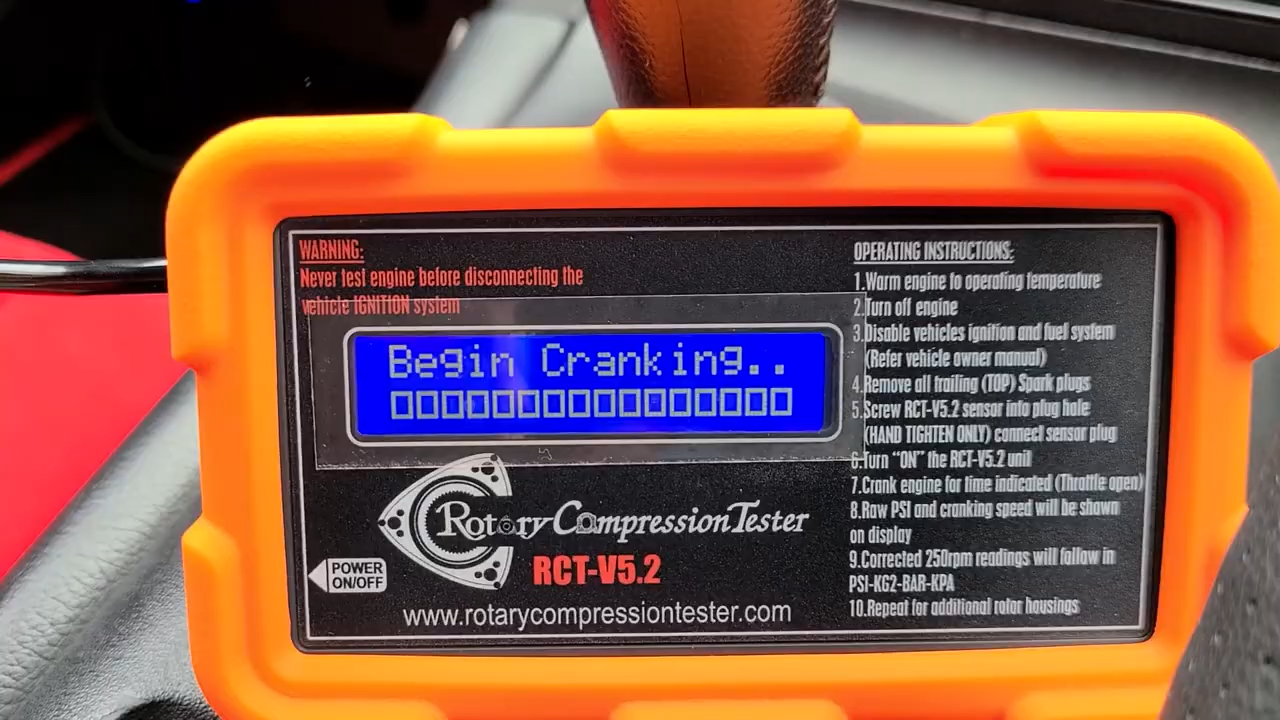 WARNING:
Never test engine before disconnecting the
vehicle IGNITION system
Begin Cranking..
Rotary Compression Tester
RCT-V5.2
POWER
ON/OFF
www.rotarycompressiontester.com
OPERATING INSTRUCTIONS:
1.Warm engine to operating temperature
2.Turn off engine
3.Disable vehicles ignition and fuel system
(Refer vehicle owner manual)
4.Remove all trailing (TOP) Spark plugs
5.Screw RCT-V5.2 sensor into plug hole
(HAND TIGHTEN ONLY) connect sensor plug
6.Turn "ON" the RCT-V5.2 unit
7.Crank engine for time indicated (Throttle open)
8.Raw PSI and cranking speed will be shown
on display
9.Corrected 250rpm readings will follow in
PSI-KG2-BAR-KPA
10.Repeat for additional rotor housings